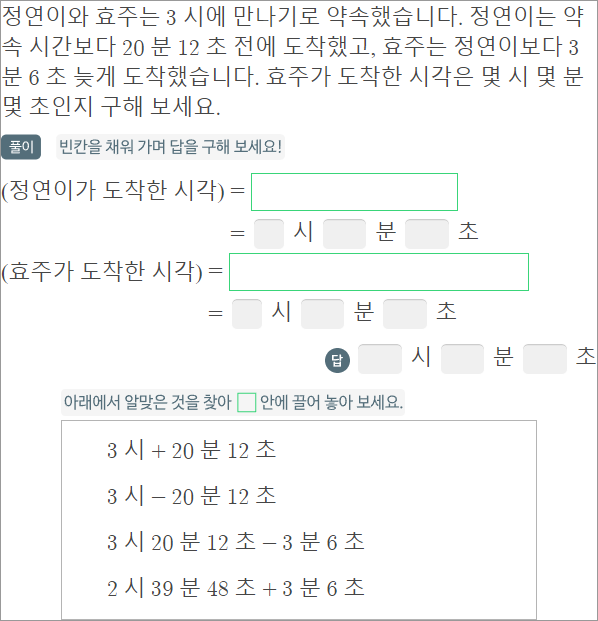 정연이와 효주는 3 시에 만나기로 약속했습니다. 정연이는 약
속 시간보다 20 분 12 초 전에 도착했고, 효주는 정연이보다 3
분 6 초 늦게 도착했습니다. 효주가 도착한 시각은 몇 시 몇 분
몇 초인지 구해 보세요.
풀이 빈칸을 채워 가며 답을 구해 보세요!
(정연이가 도착한 시각) =
= 시 분 초
(효주가 도착한 시각) =
= 시 분 초
답 시 분 초
아래에서 알맞은 것을 찾아 안에 끌어 놓아 보세요.
3 시 + 20 분 12 초
3 시 − 20 분 12 초
3 시 20 분 12 초 − 3 분 6 초
2 시 39 분 48 초 + 3 분 6 초